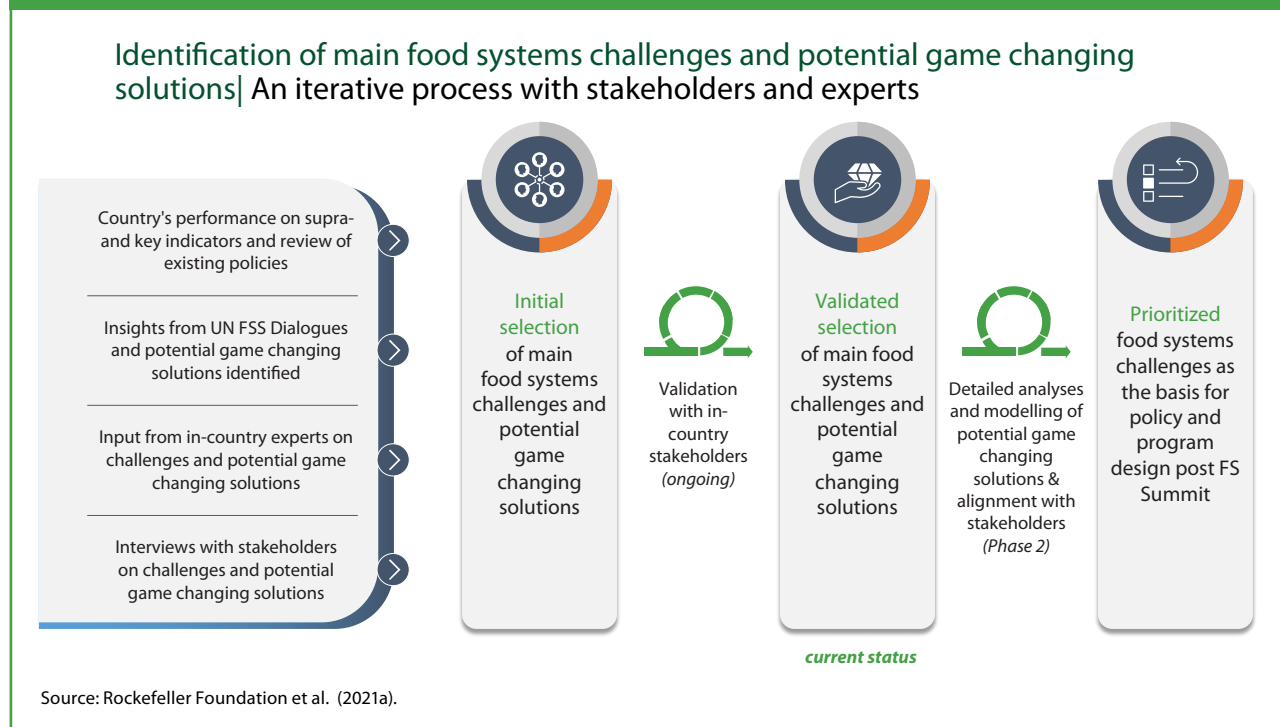 Identification of main food systems challenges and potential game changing
solutions| An iterative process with stakeholders and experts
Country's performance on supra-
and key indicators and review of
existing policies
Insights from UN FSS Dialogues
and potential game changing
solutions identified
Input from in-country experts on
challenges and potential game
changing solutions
Interviews with stakeholders
on challenges and potential
game changing solutions
Initial
selection
of main
food systems
challenges and
potential
game
changing
solutions
Validation
with in-
country
stakeholders
(ongoing)
Validated
selection
of main food
systems
challenges and
potential
game
changing
solutions
current status
Detailed analyses
and modelling of
potential game
changing
solutions &
alignment with
stakeholders
(Phase 2)
Prioritized
food systems
challenges as
the basis for
policy and
program
design post FS
Summit
Source: Rockefeller Foundation et al. (2021a).